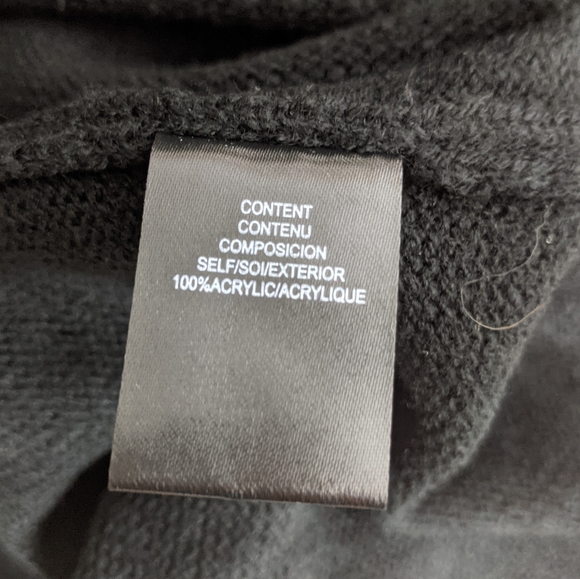 CONTENT
CONTENU
COMPOSICION
SELF/SOI/EXTERIOR
100%ACRYLIC/ACRYLIQUE